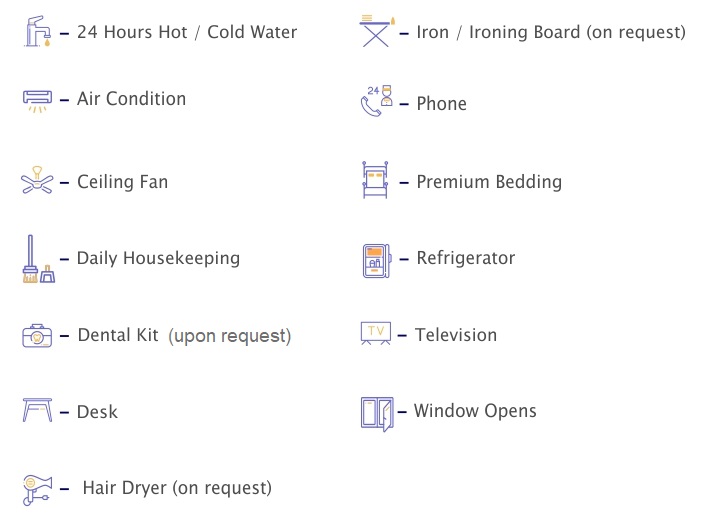 – 24 Hours Hot / Cold Water
– Air Condition
– Ceiling Fan
– Daily Housekeeping
– Dental Kit (upon request)
– Desk
– Hair Dryer (on request)
– Iron / Ironing Board (on request)
24
– Phone
– Premium Bedding
– Refrigerator
TV
– Television
– Window Opens